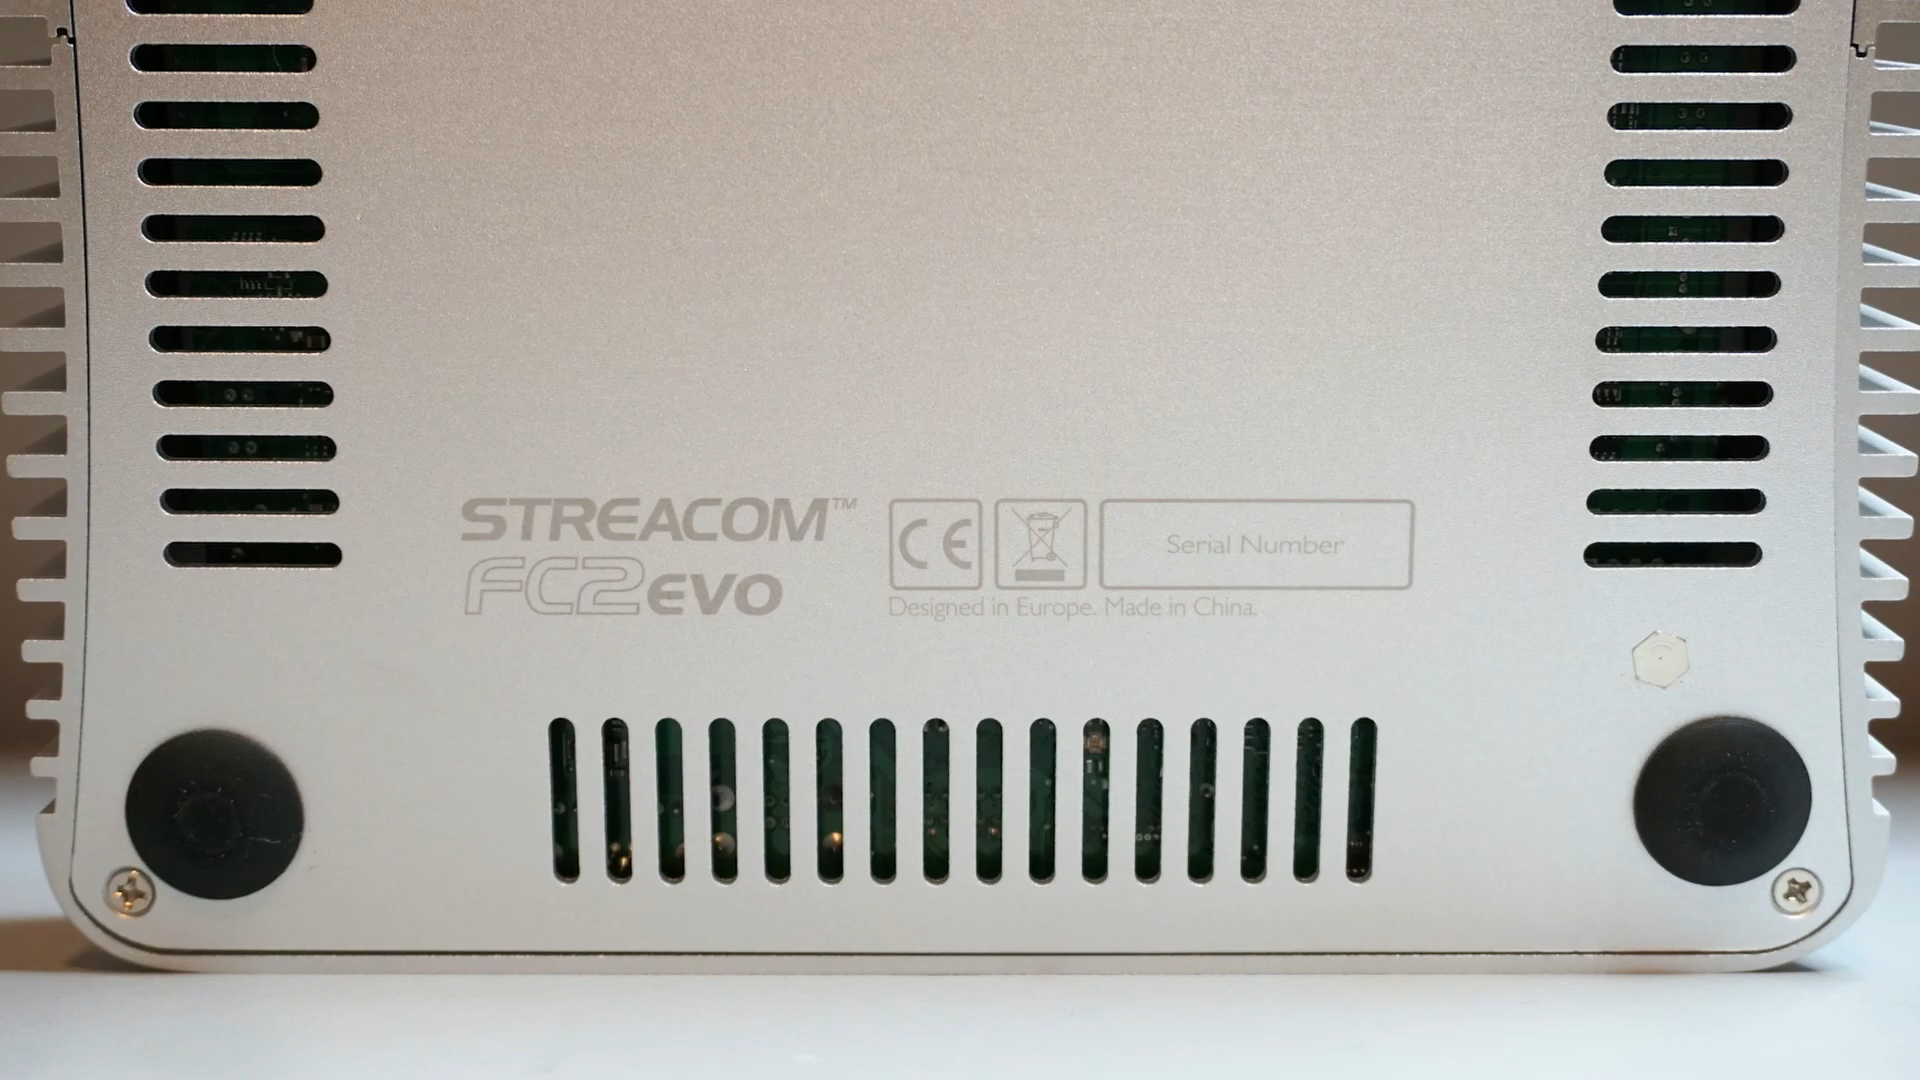 STREACOM™
FC2EVO
CE
Serial Number
Designed in Europe. Made in China.